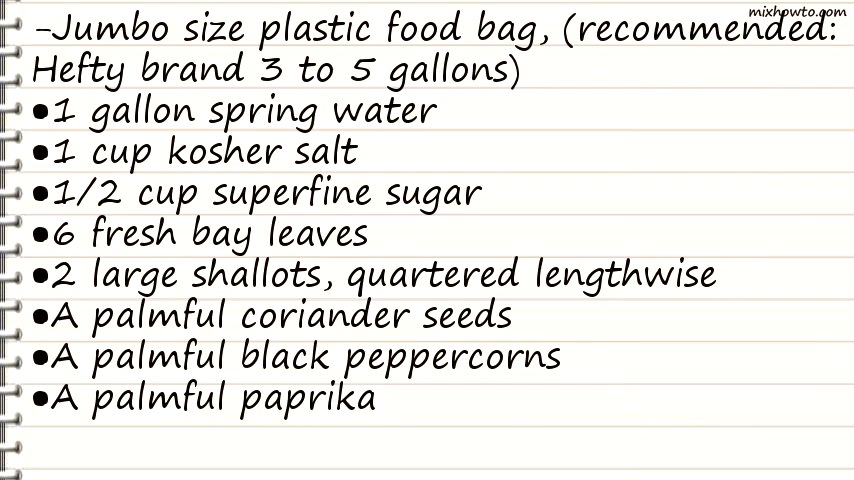 mixhowto.com
-Jumbo size plastic food bag, (recommended:
Hefty brand 3 to 5 gallons)
●1 gallon spring water
●1 cup kosher salt
●1/2 cup superfine sugar
●6 fresh bay leaves
●2 large shallots, quartered lengthwise
●A palmful coriander seeds
●A palmful black peppercorns
●A palmful paprika